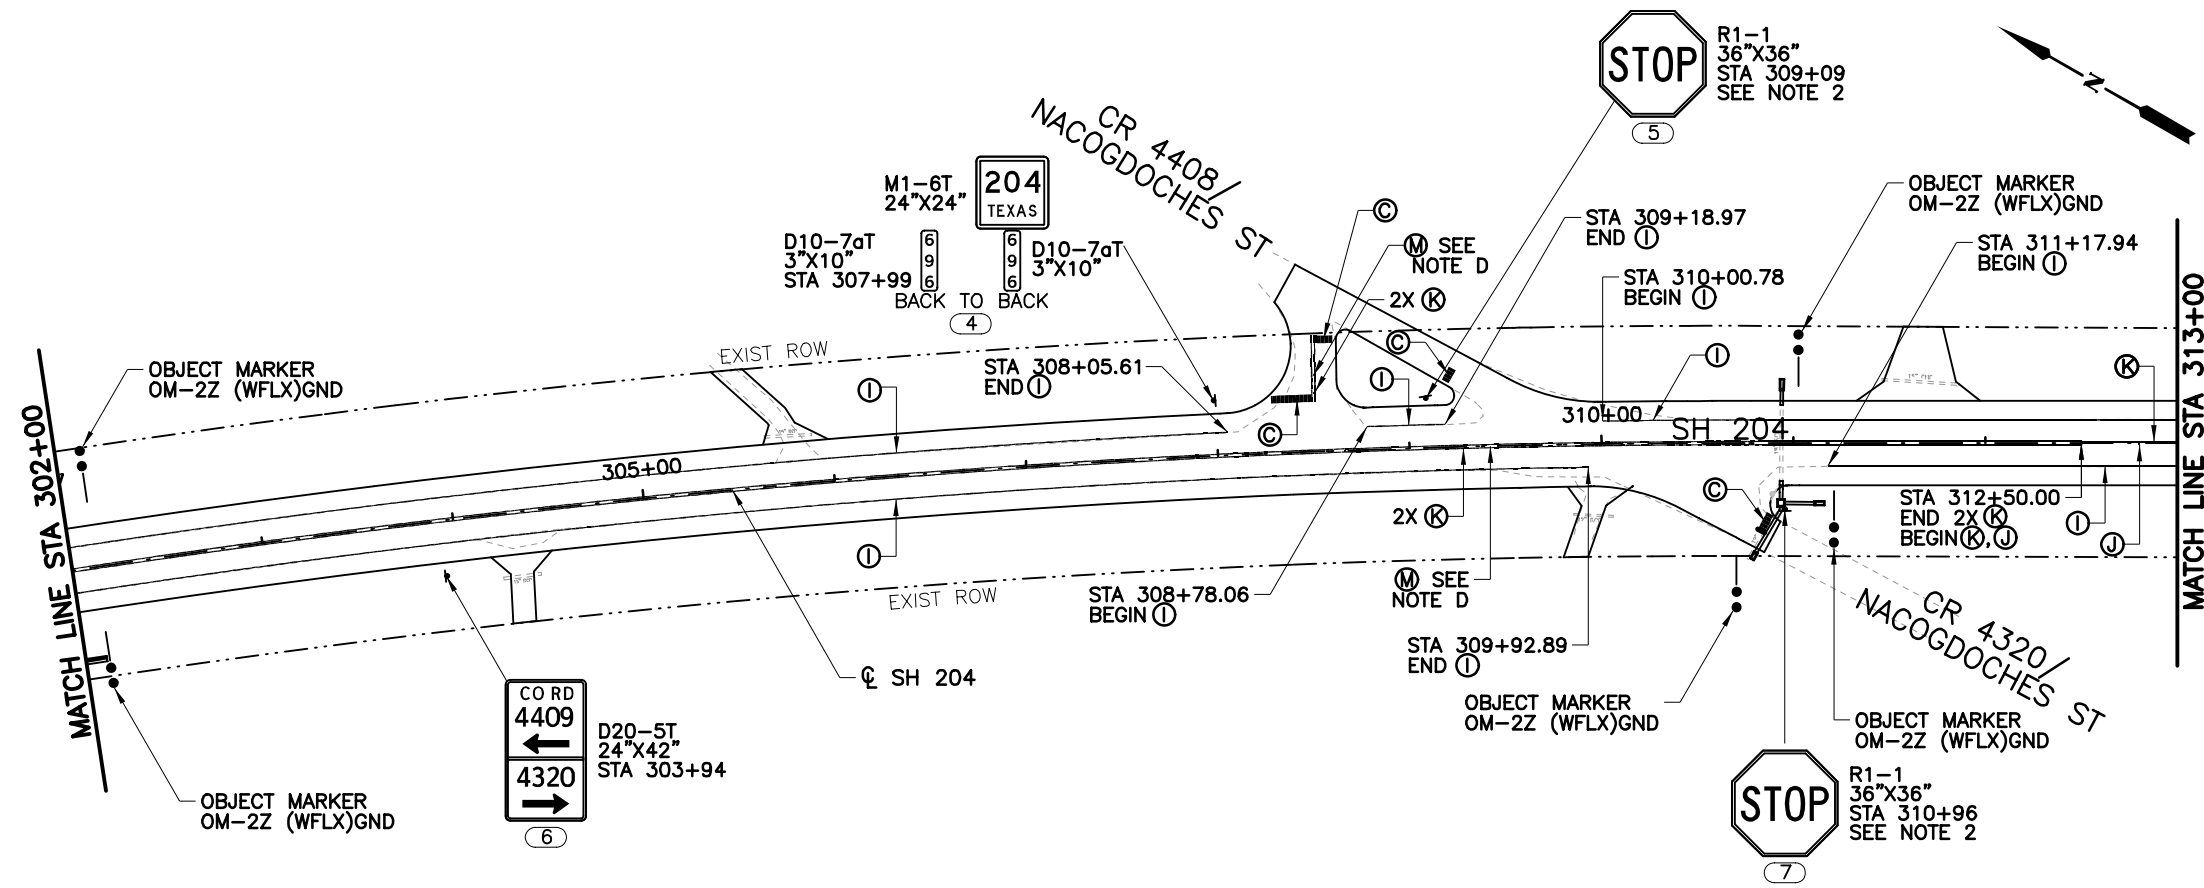 STOP
R1-1
36"X36"
STA 309+09
SEE NOTE 2
5
N
CR 4408/
NACOGDOCHES ST
M1-6T
24"X24"
204
TEXAS
D10-7aT
3"X10"
STA 307+99
6
9
6
6
9
6
D10-7aT
3"X10"
BACK TO BACK
4
C
M SEE
NOTE D
2X K
STA 309+18.97
END I
OBJECT MARKER
OM-2Z (WFLX)GND
STA 311+17.94
BEGIN I
STA 310+00.78
BEGIN I
EXIST ROW
OBJECT MARKER
OM-2Z (WFLX)GND
STA 308+05.61
END I
I
C
I
I
K
C
310+00
SH 204
305+00
MATCH LINE STA 302+00
MATCH LINE STA 313+00
I
2X K
C
STA 312+50.00
END 2X K
BEGIN K, J
I
J
EXIST ROW
STA 308+78.06
BEGIN I
M SEE
NOTE D
STA 309+92.89
END I
CR 4320/
NACOGDOCHES ST
℄ SH 204
CO RD
4409
4320
D20-5T
24"X42"
STA 303+94
6
OBJECT MARKER
OM-2Z (WFLX)GND
OBJECT MARKER
OM-2Z (WFLX)GND
OBJECT MARKER
OM-2Z (WFLX)GND
STOP
R1-1
36"X36"
STA 310+96
SEE NOTE 2
7